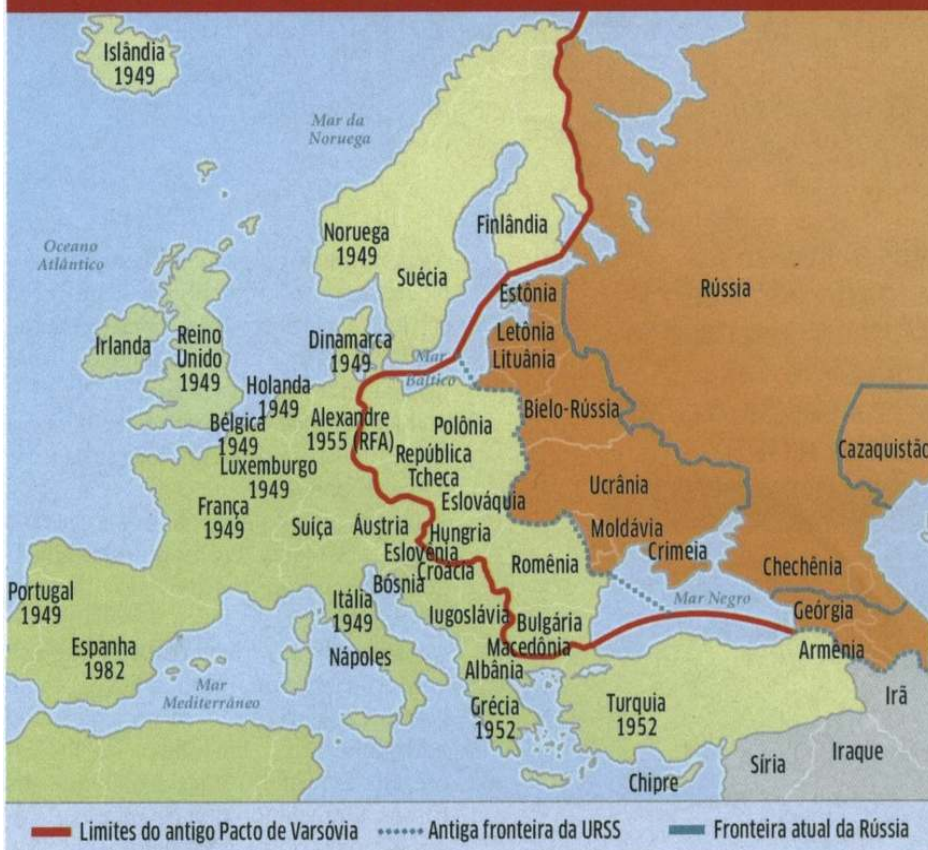 Islândia
1949
Mar da
Noruega
Oceano
Atlântico
Noruega
1949
Finlândia
Suécia
Estônia
Rússia
Letônia
Lituânia
Irlanda
Reino
Unido
1949
Dinamarca
1949
Mar
Báltico
Holanda
1949
Bélgica
1949
Alexandre
1955 (RFA)
Polônia
Bielo-Rússia
Cazaquistão
Luxemburgo
1949
República
Tcheca
Eslováquia
Ucrânia
França
1949
Suíça
Áustria
Hungria
Moldávia
Crimeia
Eslovênia
Croácia
Romênia
Chechênia
Bósnia
Portugal
1949
Itália
1949
Iugoslávia
Bulgária
Mar Negro
Geórgia
Espanha
1982
Nápoles
Macedônia
Armênia
Albânia
Mar
Mediterrâneo
Grécia
1952
Turquia
1952
Irã
Síria
Iraque
Chipre
Limites do antigo Pacto de Varsóvia
Antiga fronteira da URSS
Fronteira atual da Rússia